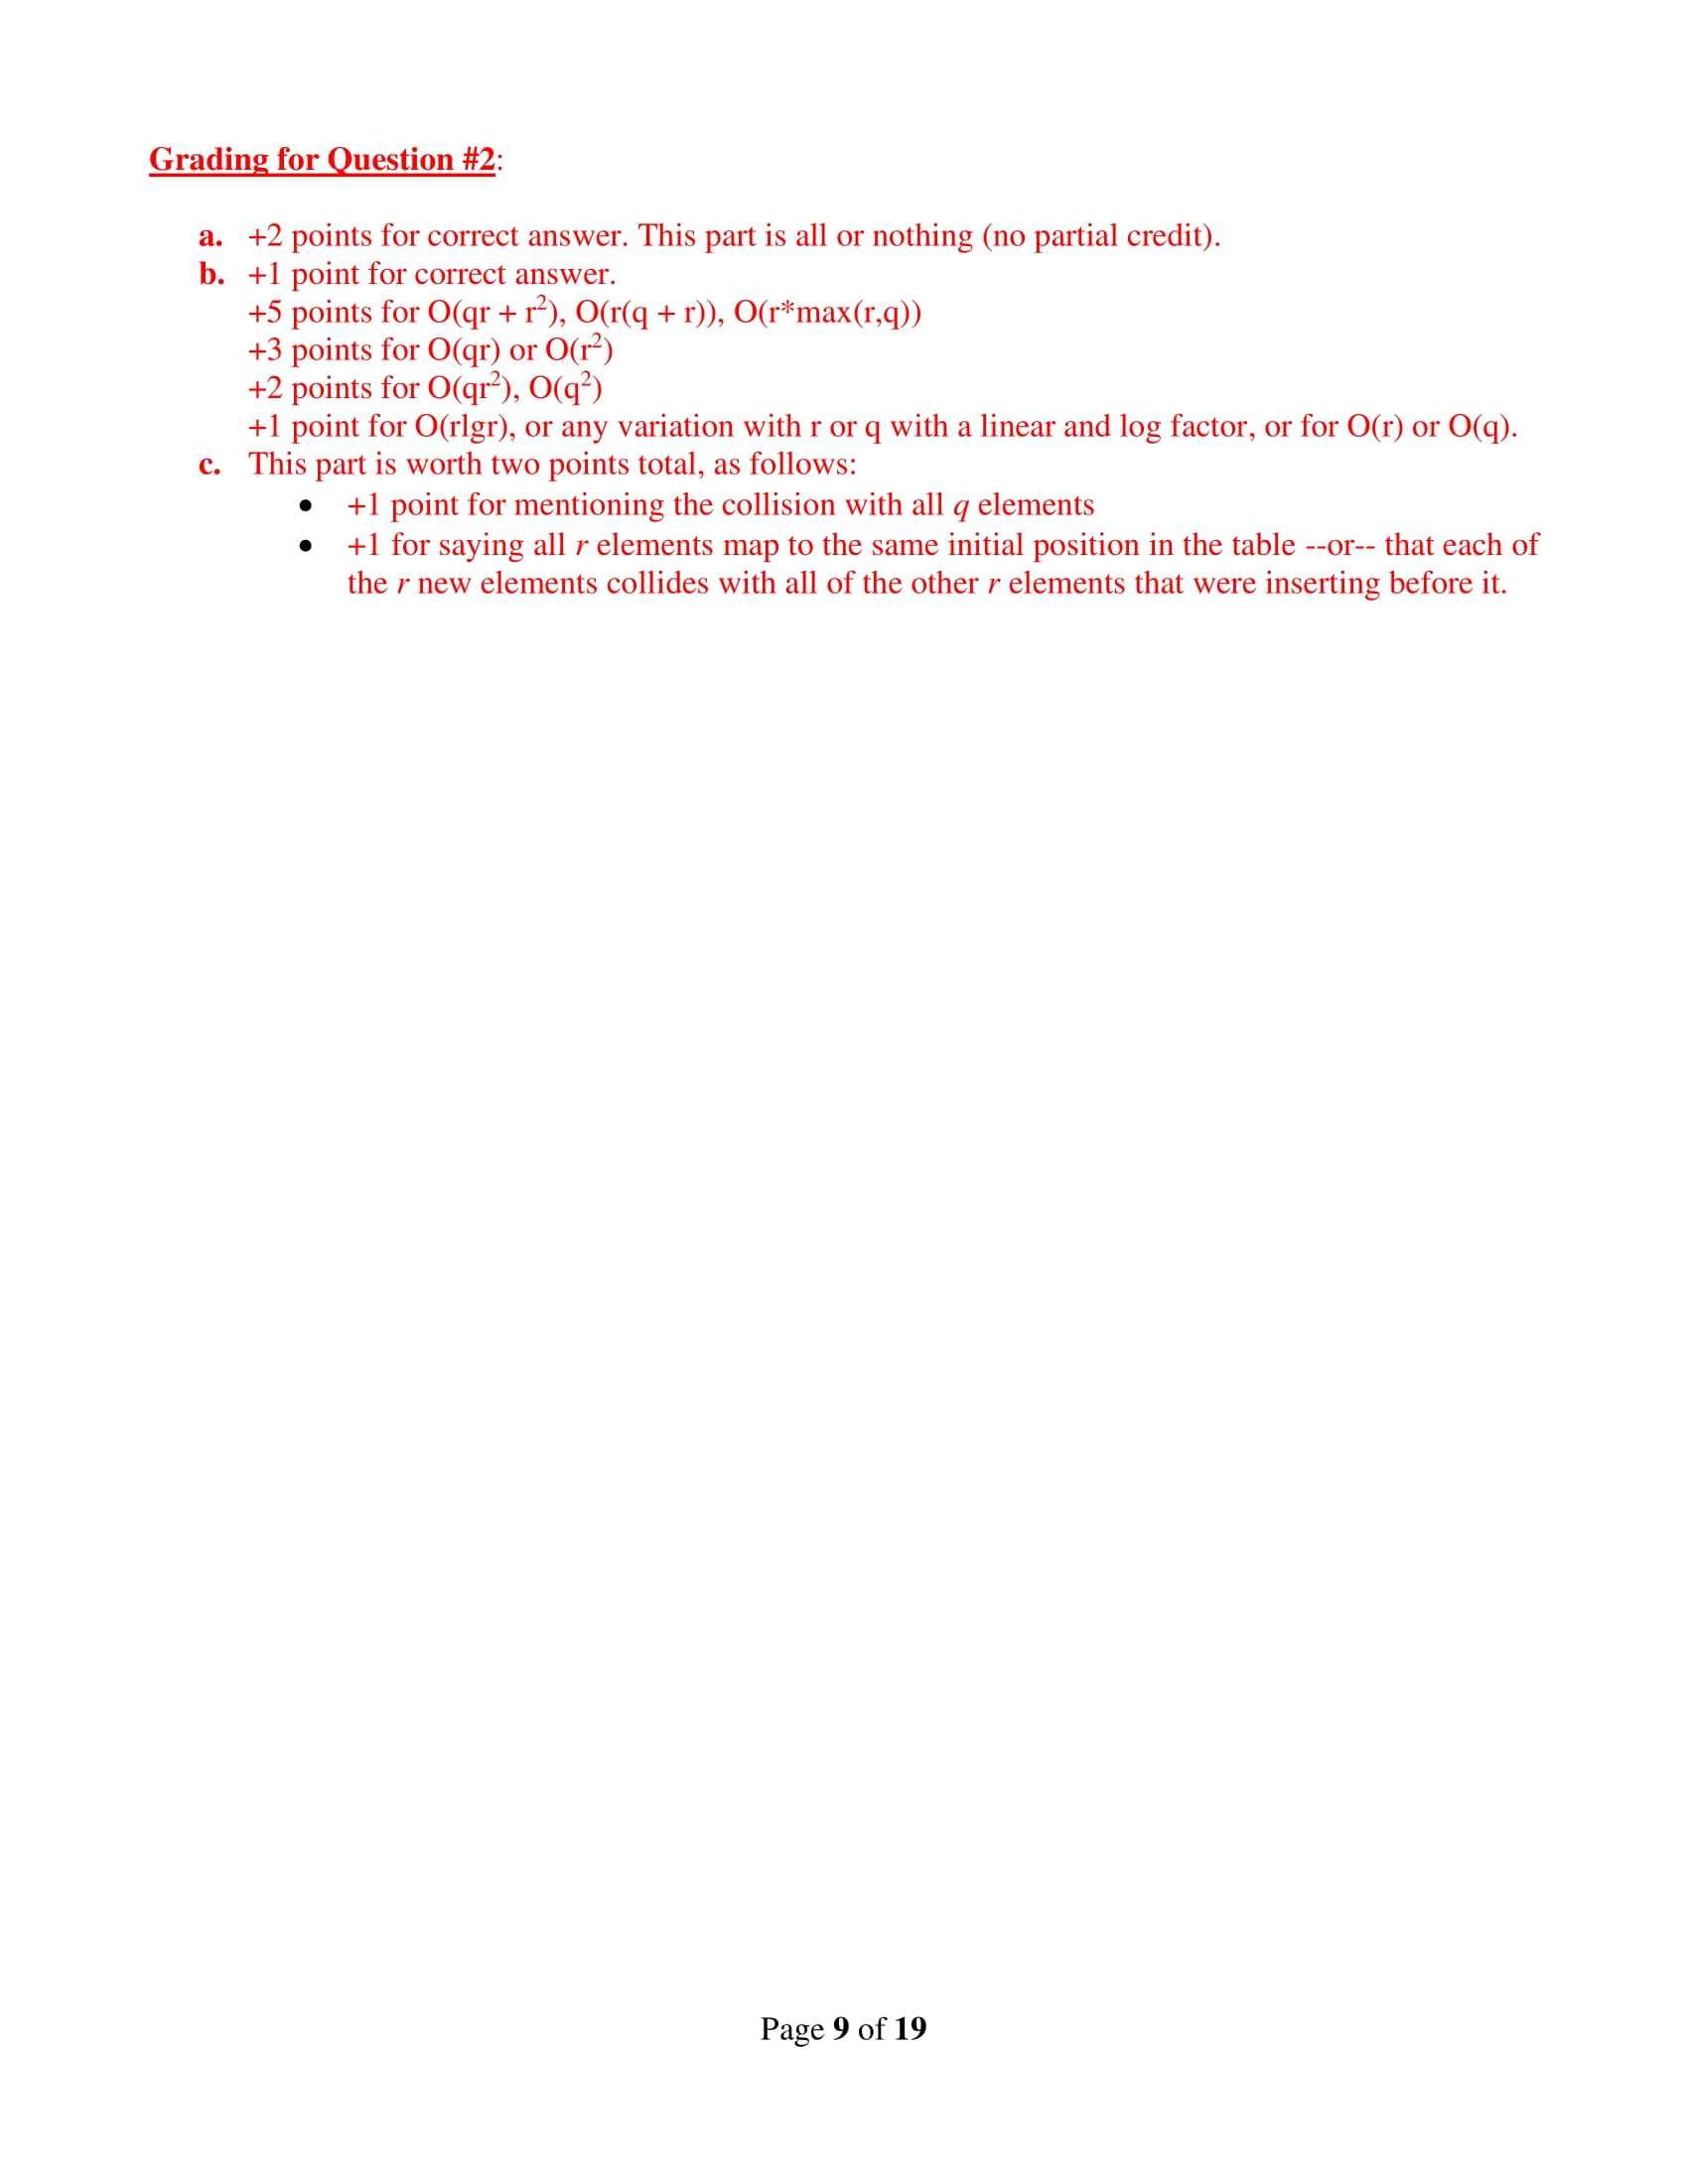 Grading for Question #2:
a. +2 points for correct answer. This part is all or nothing (no partial credit).
b. +1 point for correct answer.
+5 points for O(qr + r²), O(r(q + r)), O(r*max(r,q))
+3 points for O(qr) or O(r²)
+2 points for O(qr²), O(q²)
+1 point for O(rlgr), or any variation with r or q with a linear and log factor, or for O(r) or O(q).
c. This part is worth two points total, as follows:
• +1 point for mentioning the collision with all q elements
• +1 for saying all r elements map to the same initial position in the table --or-- that each of
the r new elements collides with all of the other r elements that were inserting before it.
Page 9 of 19